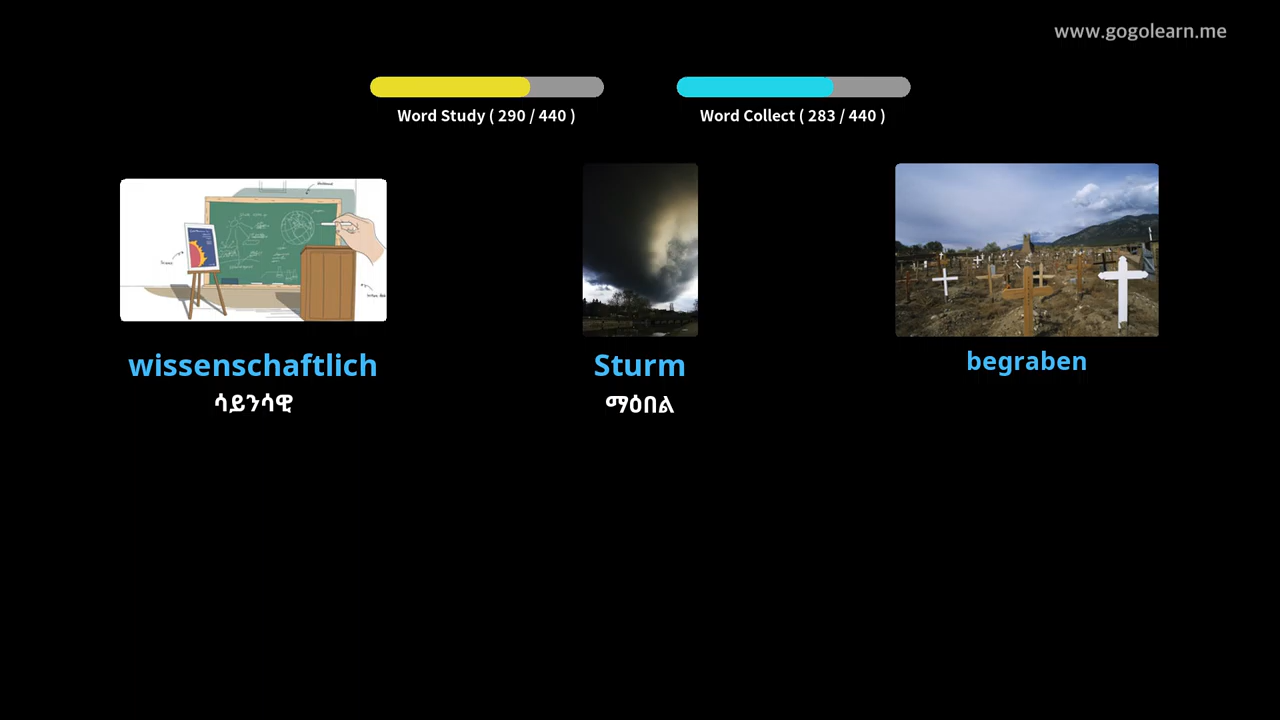 www.gogolearn.me
Word Study ( 290 / 440 )
Word Collect ( 283 / 440 )
wissenschaftlich
ሳይንሳዊ
Sturm
ማዕበል
begraben